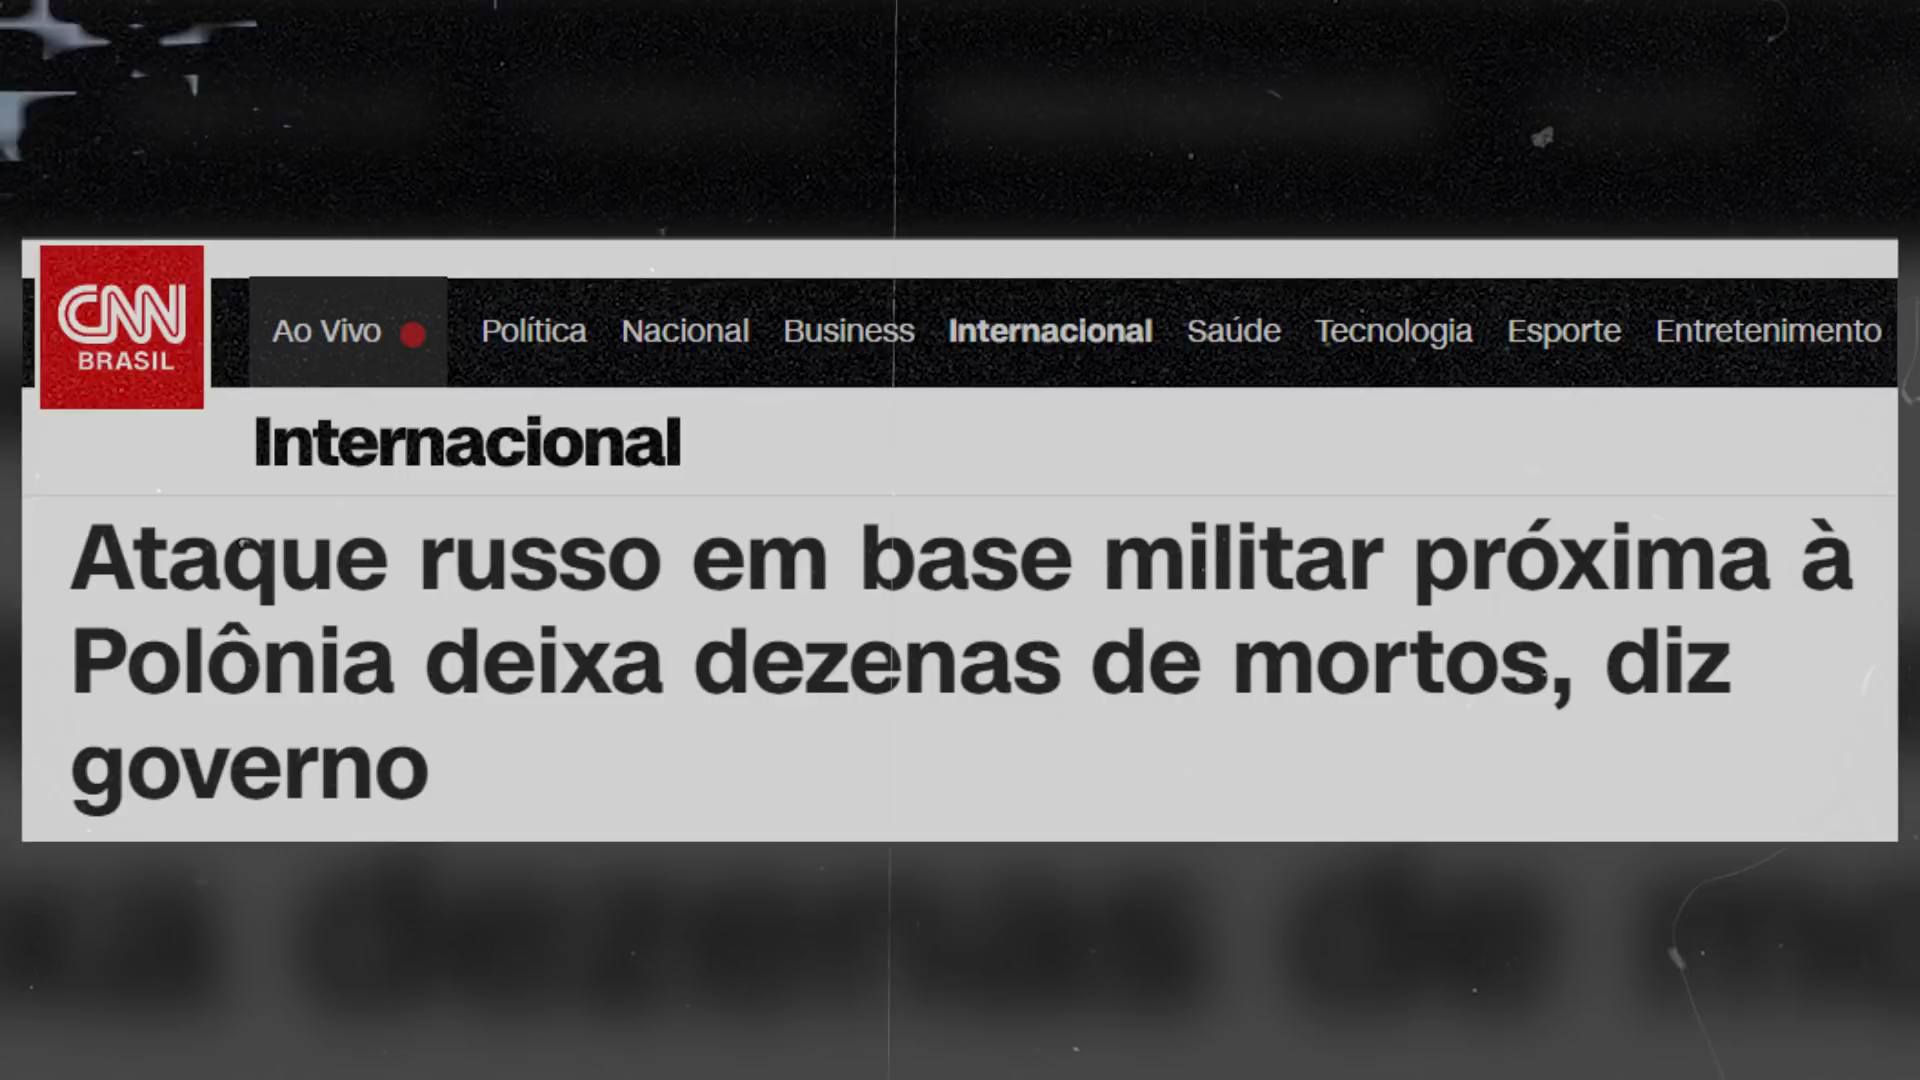 CNN
BRASIL
Ao Vivo Política Nacional Business Internacional Saúde Tecnologia Esporte Entretenimento
Internacional
Ataque russo em base militar próxima à
Polônia deixa dezenas de mortos, diz
governo